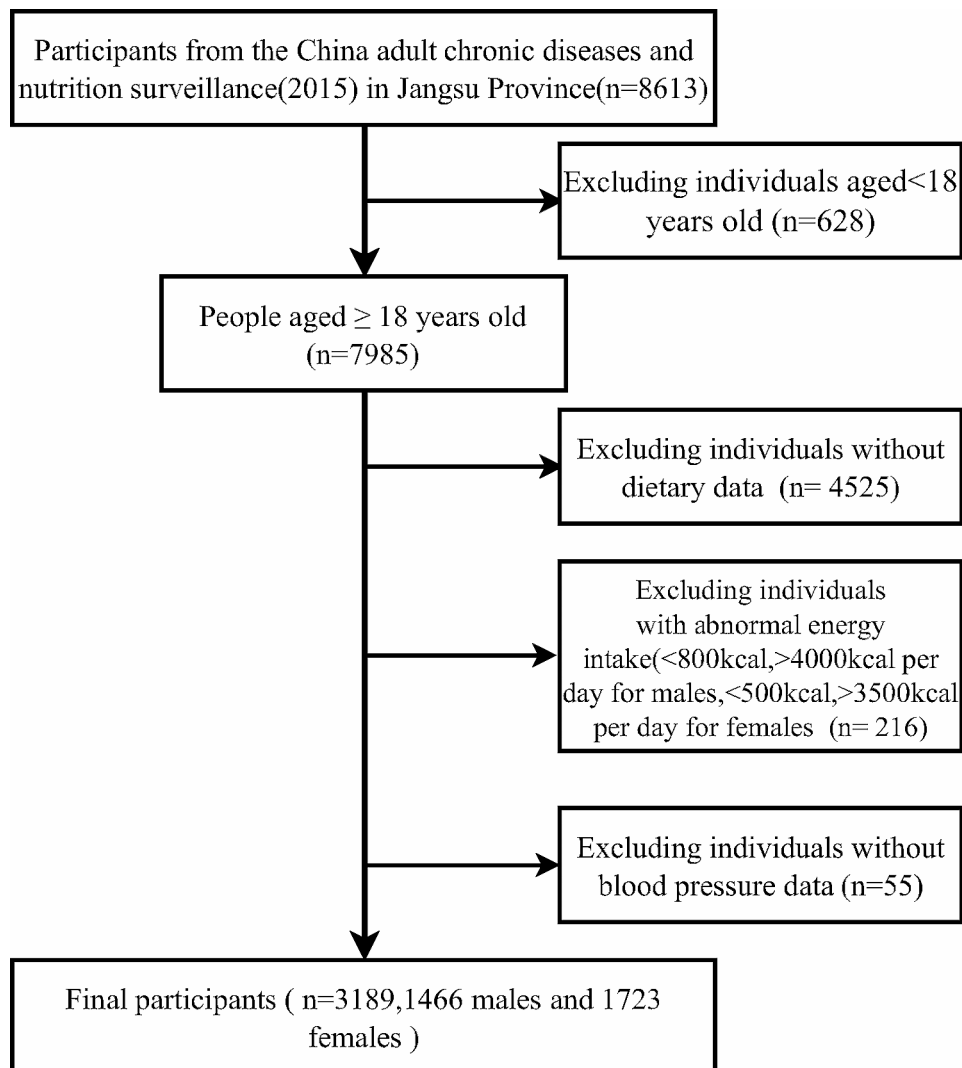 Participants from the China adult chronic diseases and
nutrition surveillance(2015) in Jangsu Province(n=8613)
Excluding individuals aged<18
years old (n=628)
People aged ≥ 18 years old
(n=7985)
Excluding individuals without
dietary data (n= 4525)
Excluding individuals
with abnormal energy
intake(<800kcal,>4000kcal per
day for males,<500kcal,>3500kcal
per day for females (n= 216)
Excluding individuals without
blood pressure data (n=55)
Final participants ( n=3189,1466 males and 1723
females )